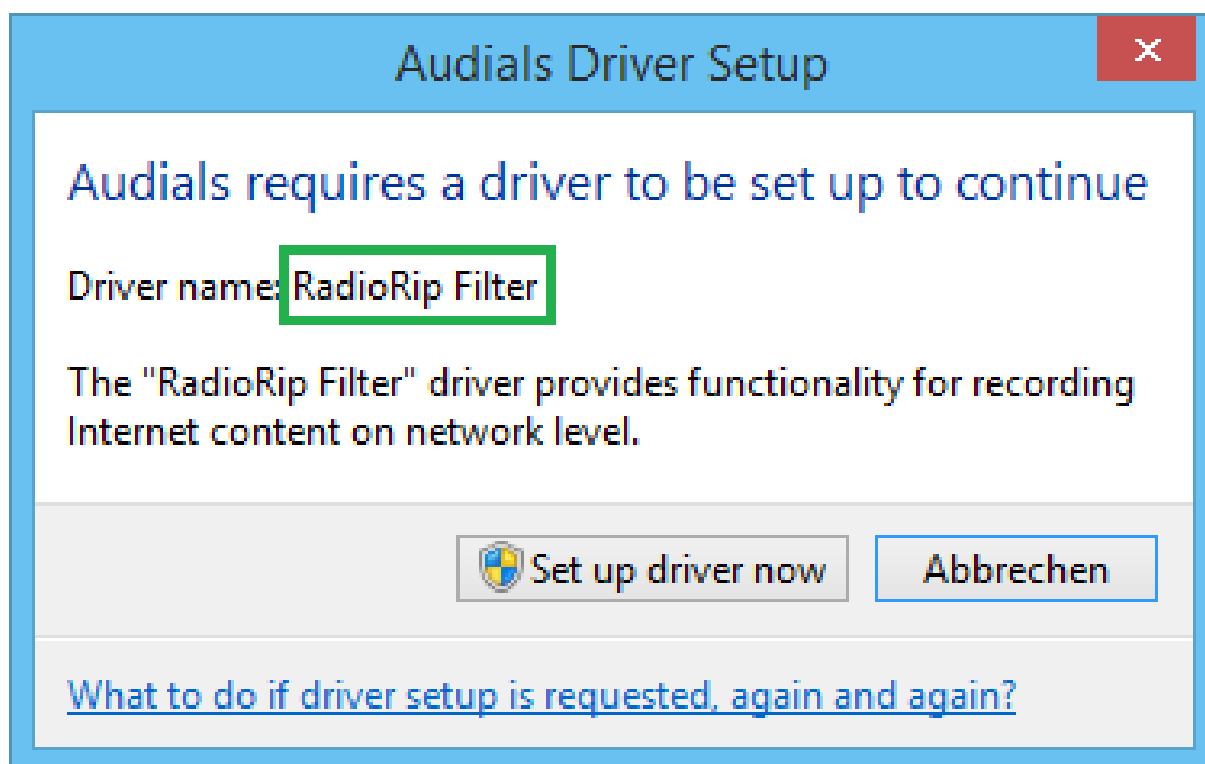 Audials Driver Setup
Audials requires a driver to be set up to continue
Driver name: RadioRip Filter
The "RadioRip Filter" driver provides functionality for recording
Internet content on network level.
Set up driver now
Abbrechen
What to do if driver setup is requested, again and again?